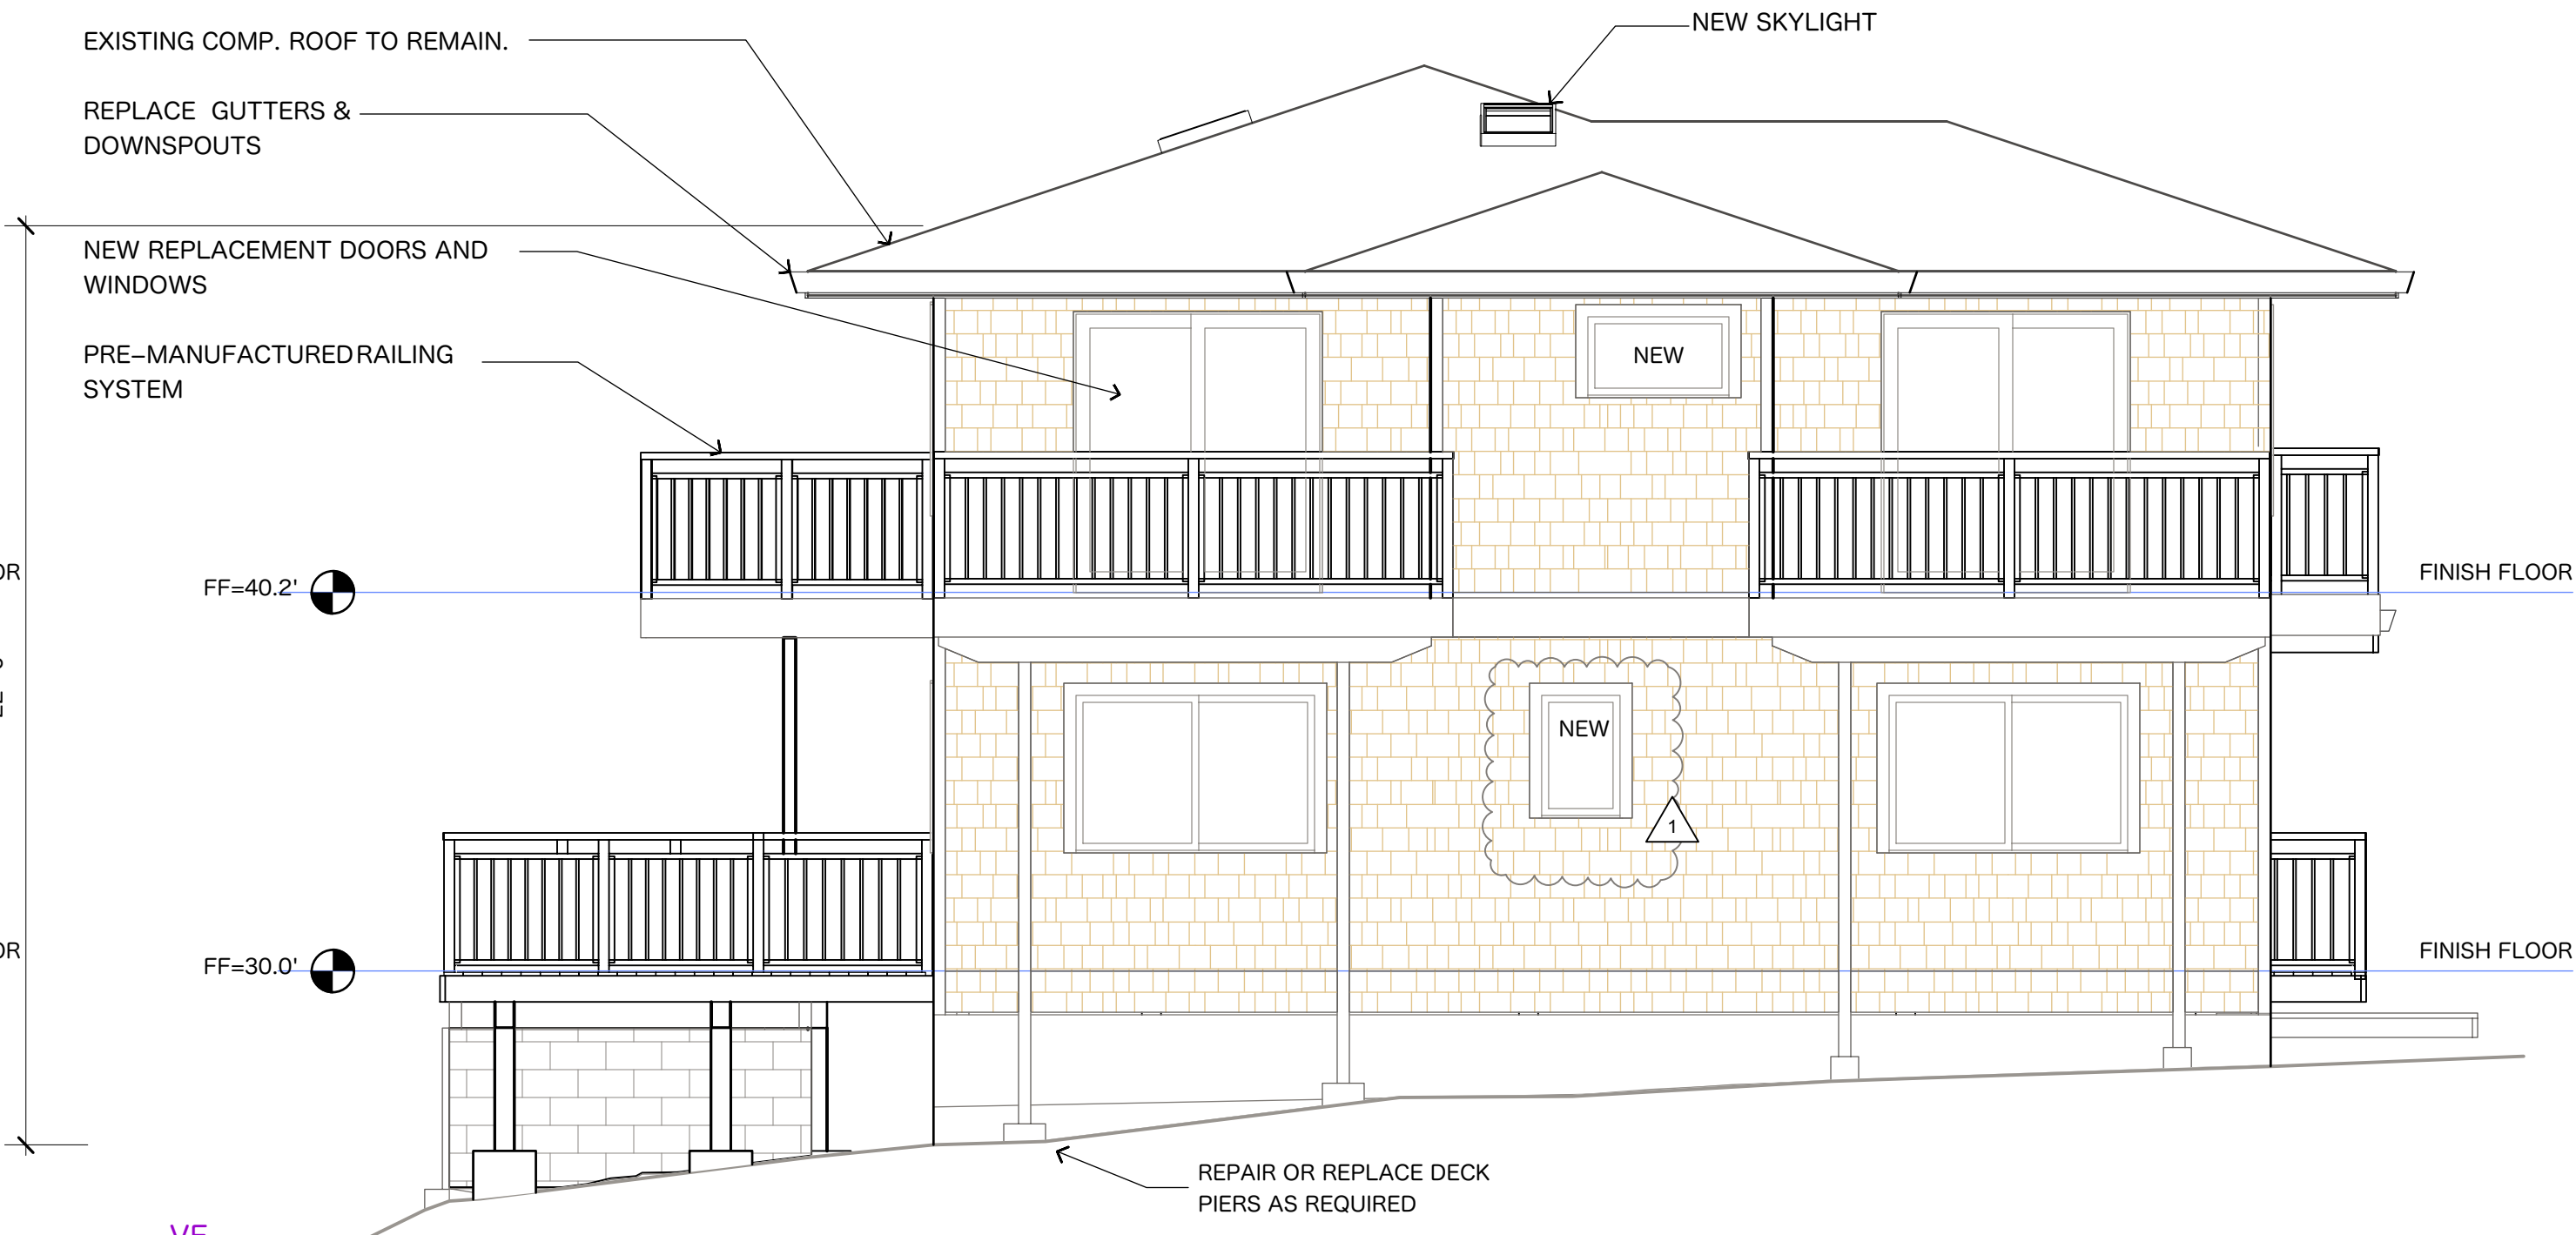 EXISTING COMP. ROOF TO REMAIN.
NEW SKYLIGHT
REPLACE GUTTERS &
DOWNSPOUTS
NEW REPLACEMENT DOORS AND
WINDOWS
PRE–MANUFACTURED RAILING
SYSTEM
NEW
OR
FF=40.2'
FINISH FLOOR
NEW
1
OR
FF=30.0'
FINISH FLOOR
REPAIR OR REPLACE DECK
PIERS AS REQUIRED